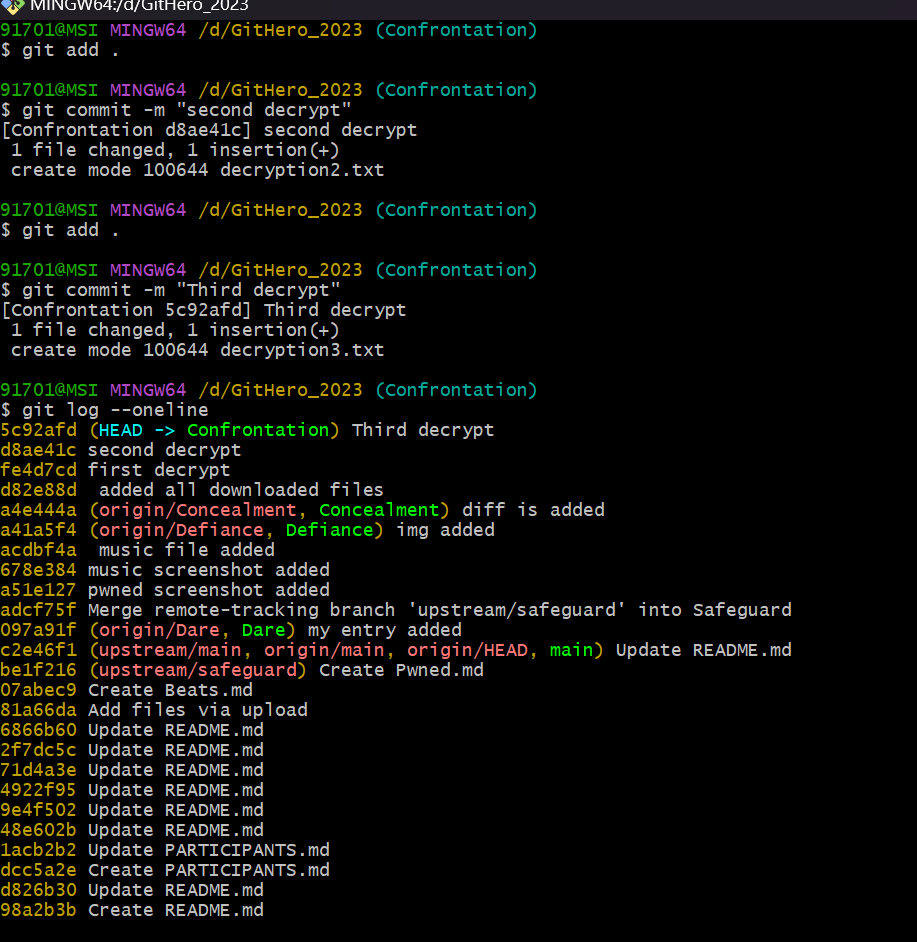 MINGW64:/d/GitHero_2023
91701@MSI MINGW64 /d/GitHero_2023 (Confrontation)
$ git add .
91701@MSI MINGW64 /d/GitHero_2023 (Confrontation)
$ git commit -m "second decrypt"
[Confrontation d8ae41c] second decrypt
 1 file changed, 1 insertion(+)
 create mode 100644 decryption2.txt
91701@MSI MINGW64 /d/GitHero_2023 (Confrontation)
$ git add .
91701@MSI MINGW64 /d/GitHero_2023 (Confrontation)
$ git commit -m "Third decrypt"
[Confrontation 5c92afd] Third decrypt
 1 file changed, 1 insertion(+)
 create mode 100644 decryption3.txt
91701@MSI MINGW64 /d/GitHero_2023 (Confrontation)
$ git log --oneline
5c92afd (HEAD -> Confrontation) Third decrypt
d8ae41c second decrypt
fe4d7cd first decrypt
d82e88d  added all downloaded files
a4e444a (origin/Concealment, Concealment) diff is added
a41a5f4 (origin/Defiance, Defiance) img added
acdbf4a  music file added
678e384 music screenshot added
a51e127 pwned screenshot added
adcf75f Merge remote-tracking branch 'upstream/safeguard' into Safeguard
097a91f (origin/Dare, Dare) my entry added
c2e46f1 (upstream/main, origin/main, origin/HEAD, main) Update README.md
be1f216 (upstream/safeguard) Create Pwned.md
07abec9 Create Beats.md
81a66da Add files via upload
6866b60 Update README.md
2f7dc5c Update README.md
71d4a3e Update README.md
4922f95 Update README.md
9e4f502 Update README.md
48e602b Update README.md
1acb2b2 Update PARTICIPANTS.md
dcc5a2e Create PARTICIPANTS.md
d826b30 Update README.md
98a2b3b Create README.md